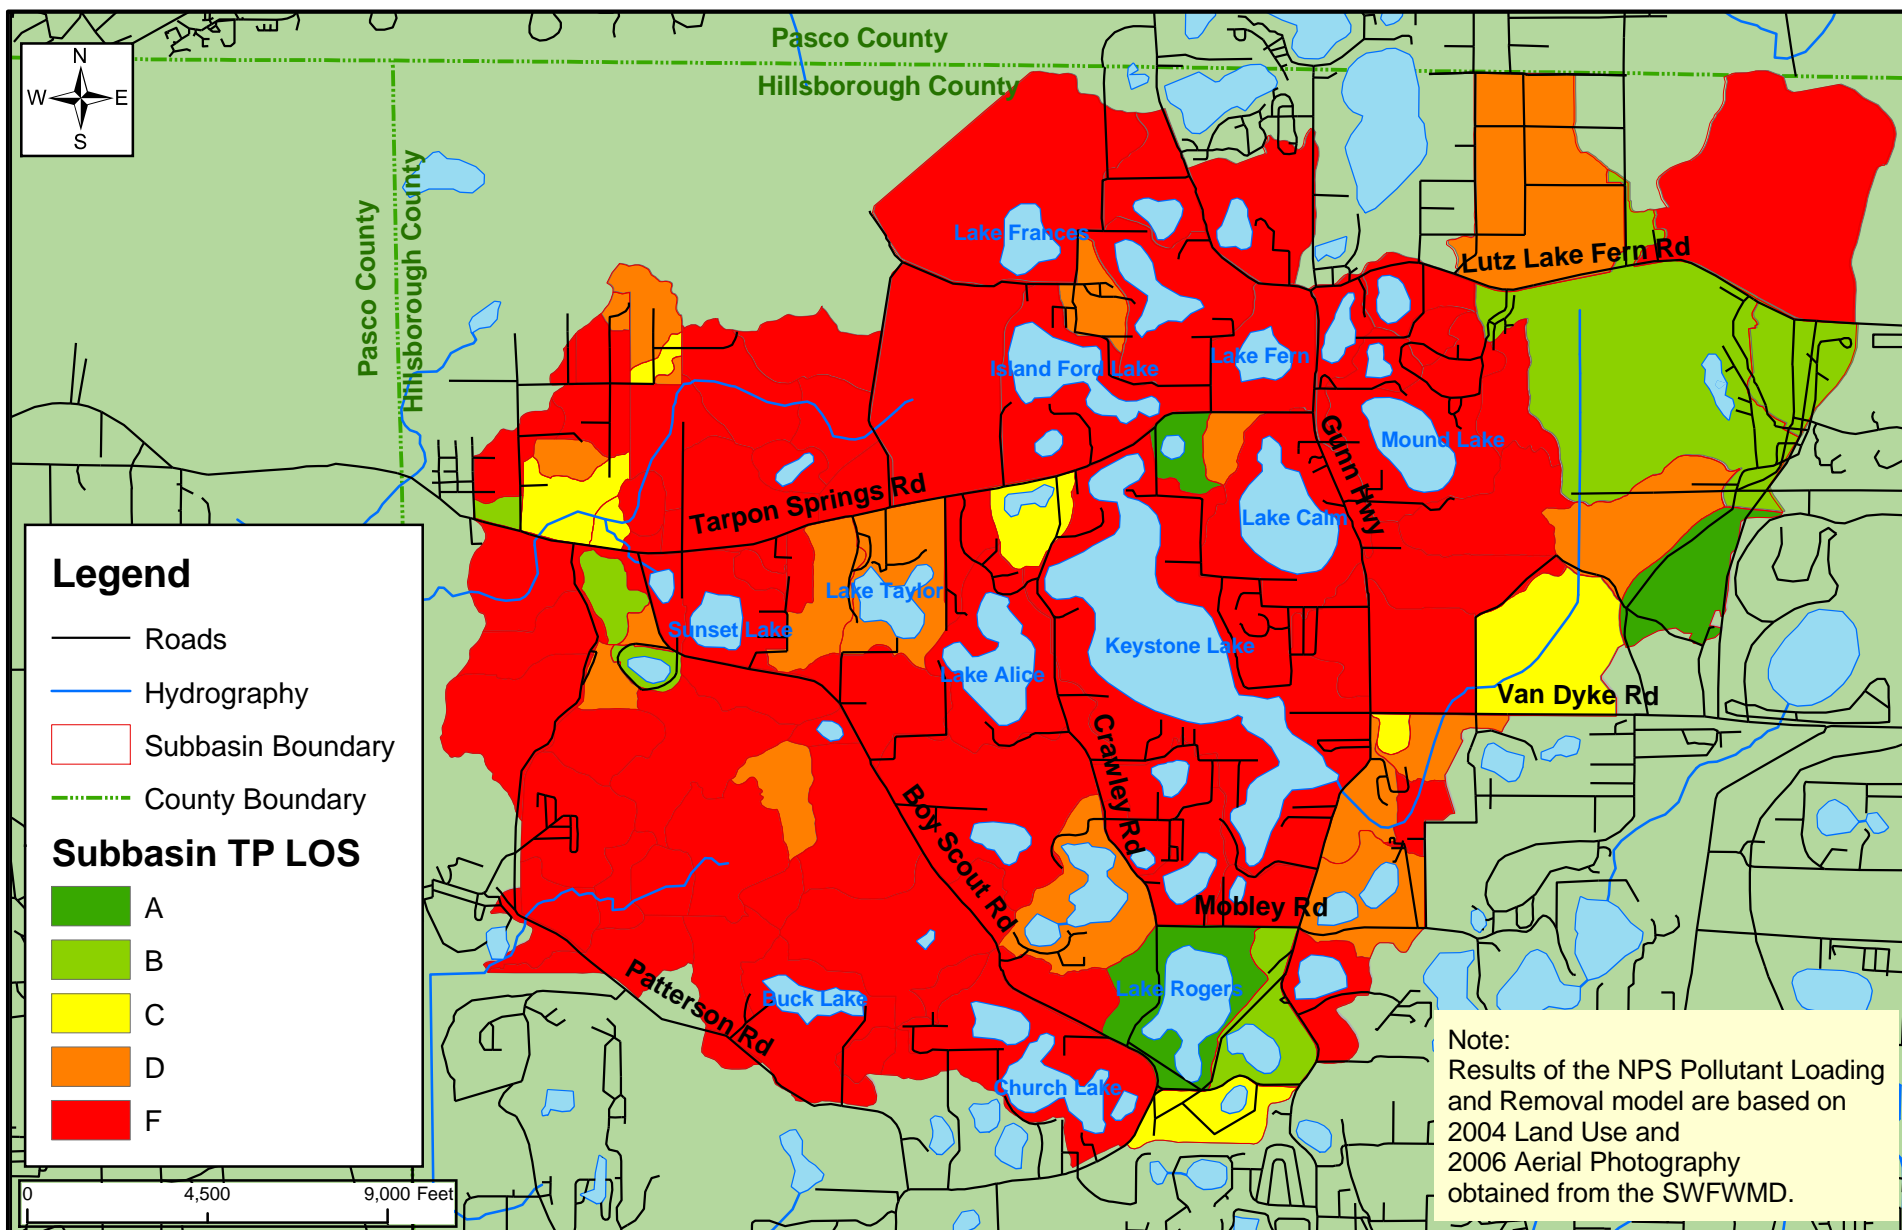 Pasco County
Hillsborough County
N
W
E
S
Pasco County
Hillsborough County
Lake Frances
Lutz Lake Fern Rd
Island Ford Lake
Lake Fern
Gunn Hwy
Mound Lake
Tarpon Springs Rd
Lake Calm
Lake Taylor
Sunset Lake
Lake Alice
Keystone Lake
Van Dyke Rd
Crawley Rd
Boy Scout Rd
Mobley Rd
Patterson Rd
Buck Lake
Lake Rogers
Church Lake
Legend
Roads
Hydrography
Subbasin Boundary
County Boundary
Subbasin TP LOS
A
B
C
D
F
0 4,500 9,000 Feet
Note:
Results of the NPS Pollutant Loading
and Removal model are based on
2004 Land Use and
2006 Aerial Photography
obtained from the SWFWMD.